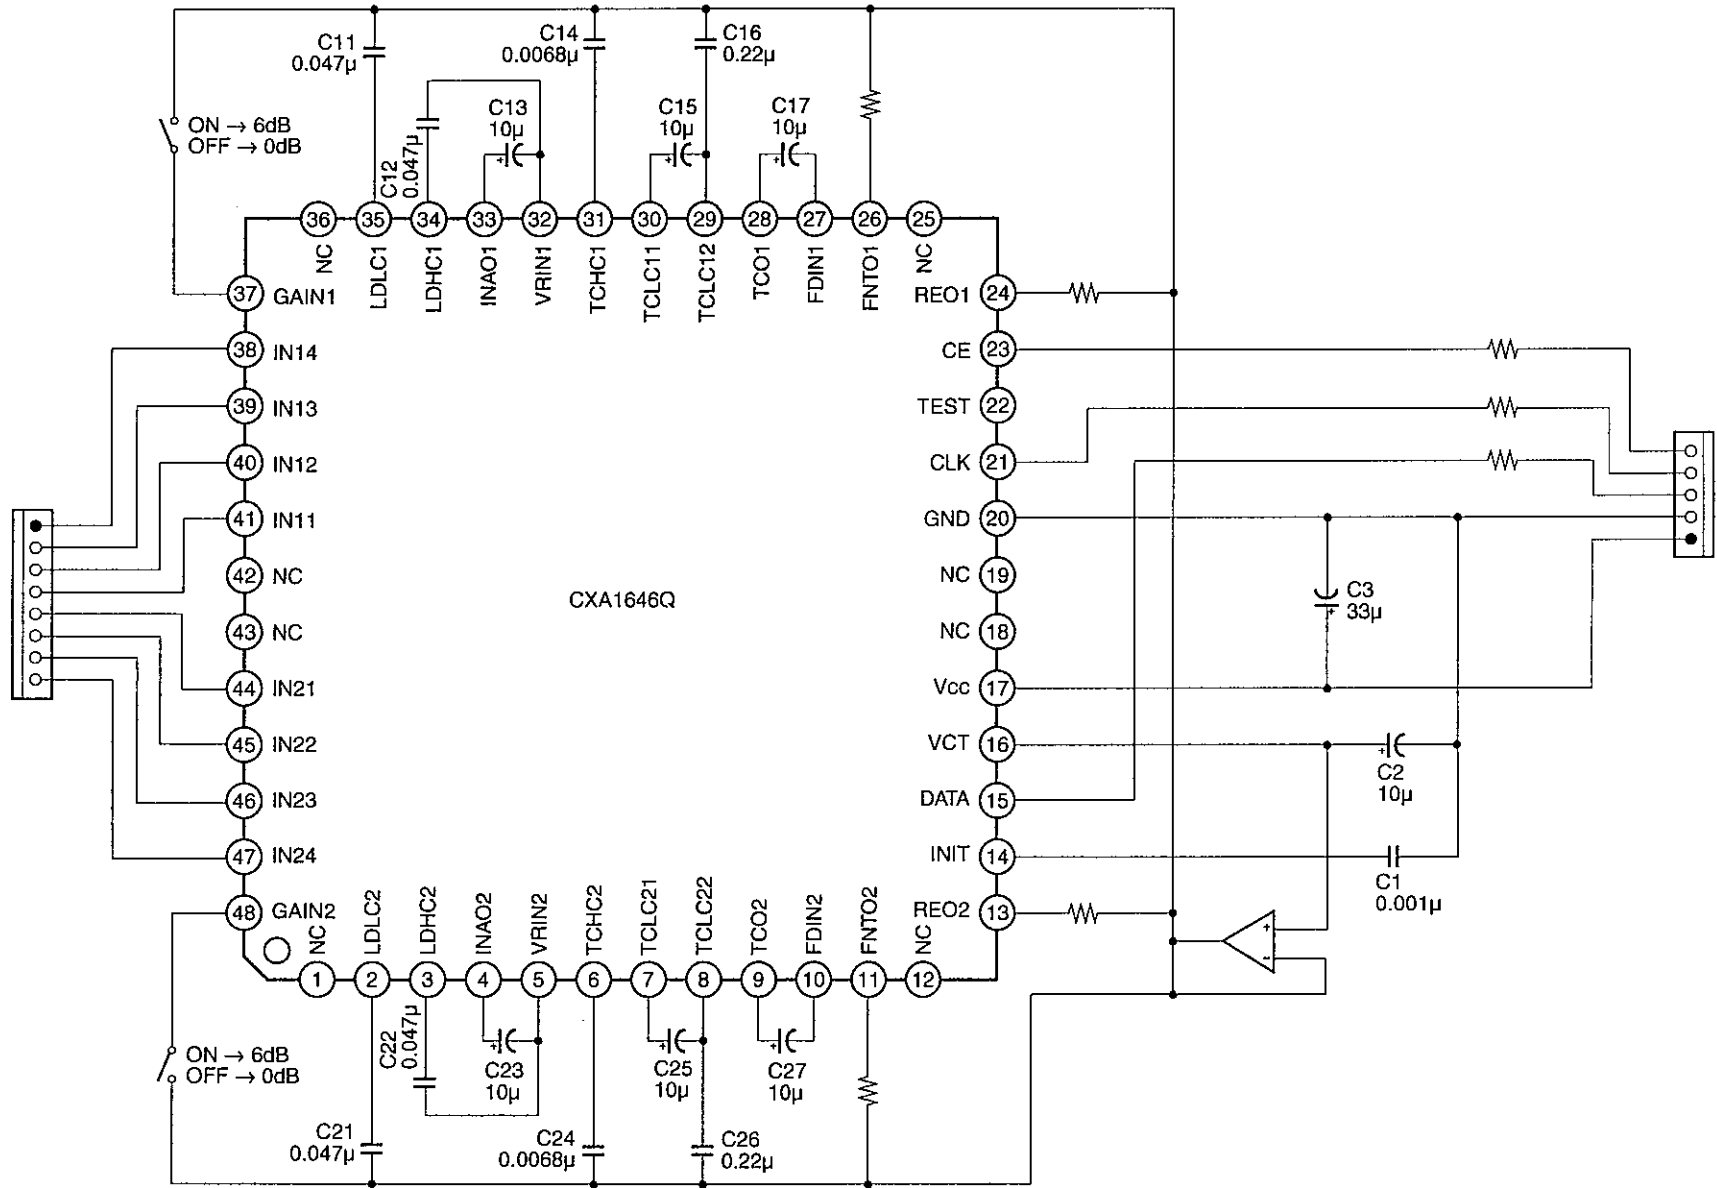 C11
0.047µ
C14
0.0068µ
C16
0.22µ
C13
10µ
C15
10µ
C17
10µ
ON → 6dB
OFF → 0dB
C12
0.047µ
36
35
34
33
32
31
30
29
28
27
26
25
NC
LDLC1
LDHC1
INAO1
VRIN1
TCHC1
TCLC11
TCLC12
TCO1
FDIN1
FNTO1
NC
37 GAIN1
38 IN14
39 IN13
40 IN12
41 IN11
42 NC
43 NC
44 IN21
45 IN22
46 IN23
47 IN24
48 GAIN2
CXA1646Q
REO1 24
CE 23
TEST 22
CLK 21
GND 20
NC 19
NC 18
Vcc 17
VCT 16
DATA 15
INIT 14
REO2 13
C3
33µ
C2
10µ
C1
0.001µ
+
+
+
+
+
+
-
NC
LDLC2
LDHC2
INAO2
VRIN2
TCHC2
TCLC21
TCLC22
TCO2
FDIN2
FNTO2
NC
1
2
3
4
5
6
7
8
9
10
11
12
C22
0.047µ
+
+
+
C23
10µ
C25
10µ
C27
10µ
ON → 6dB
OFF → 0dB
C21
0.047µ
C24
0.0068µ
C26
0.22µ